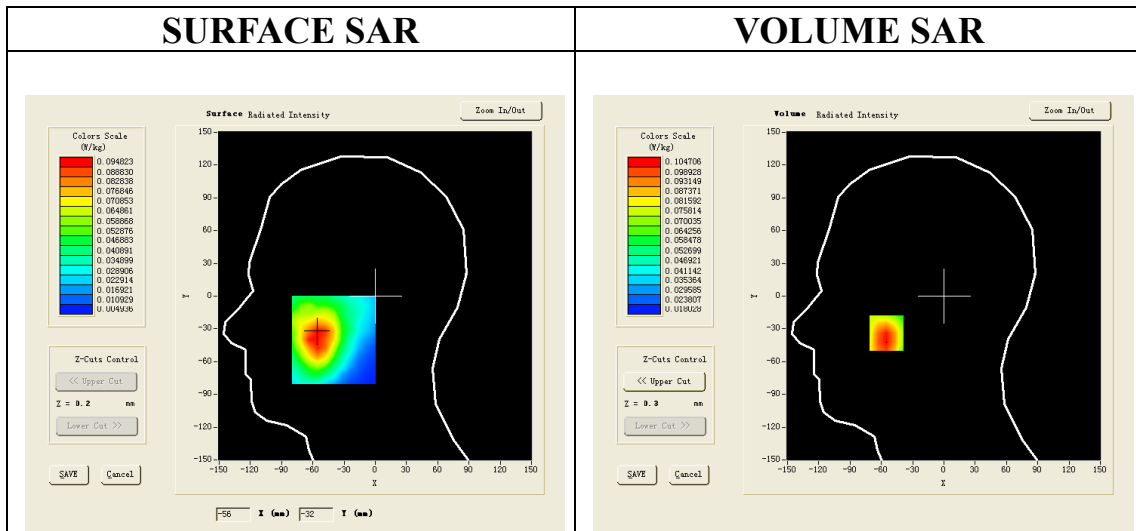 SURFACE SAR
VOLUME SAR
Surface Radiated Intensity
Zoom In/Out
Colors Scale
(W/kg)
0.094823
0.088830
0.082838
0.076846
0.070853
0.064861
0.058868
0.052876
0.046883
0.040891
0.034899
0.028906
0.022914
0.016921
0.010929
0.004936
150
120
90
60
30
0
-30
-60
-90
-120
-150
Y
-150 -120 -90 -60 -30 0 30 60 90 120 150
X
Z-Cuts Control
<< Upper Cut
Z = 0.2 mm
Lower Cut >>
SAVE Cancel
-56 X (mm) -32 Y (mm)
Volume Radiated Intensity
Zoom In/Out
Colors Scale
(W/kg)
0.104706
0.098928
0.093149
0.087371
0.081592
0.075814
0.070035
0.064256
0.058478
0.052699
0.046921
0.041142
0.035364
0.029585
0.023807
0.018028
150
120
90
60
30
0
-30
-60
-90
-120
-150
Y
-150 -120 -90 -60 -30 0 30 60 90 120 150
X
Z-Cuts Control
<< Upper Cut
Z = 0.3 mm
Lower Cut >>
SAVE Cancel